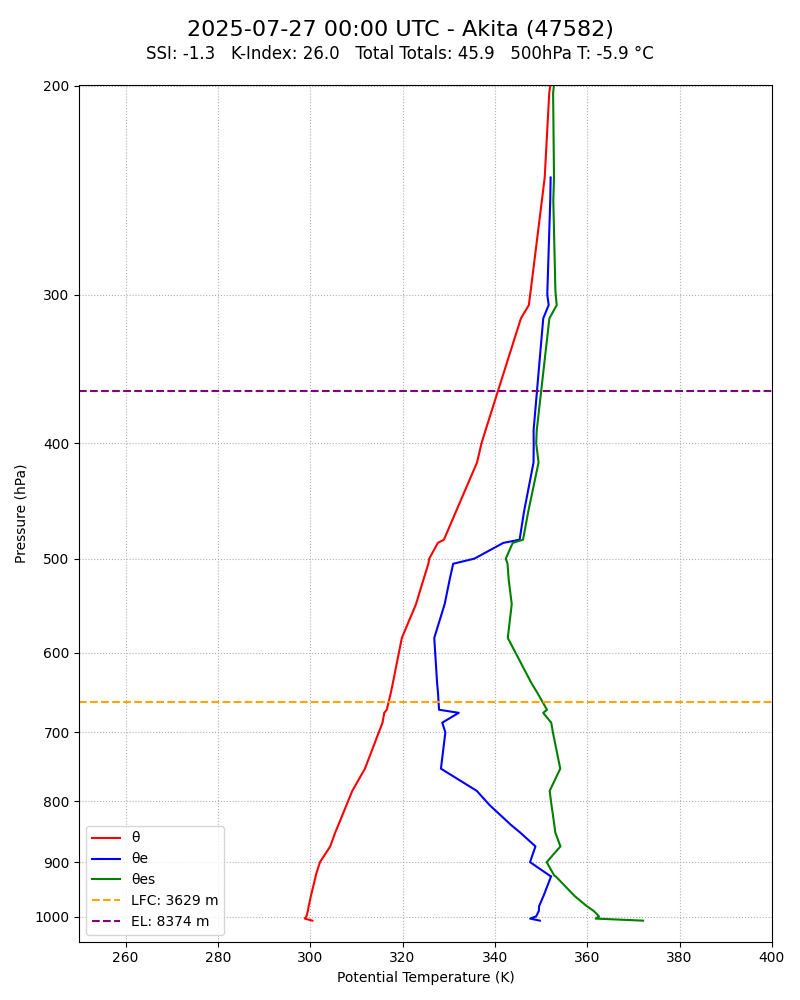 2025-07-27 00:00 UTC - Akita (47582)
SSI: -1.3   K-Index: 26.0   Total Totals: 45.9   500hPa T: -5.9 °C
200
300
400
500
600
700
800
900
1000
Pressure (hPa)
θ
θe
θes
LFC: 3629 m
EL: 8374 m
260 280 300 320 340 360 380 400
Potential Temperature (K)